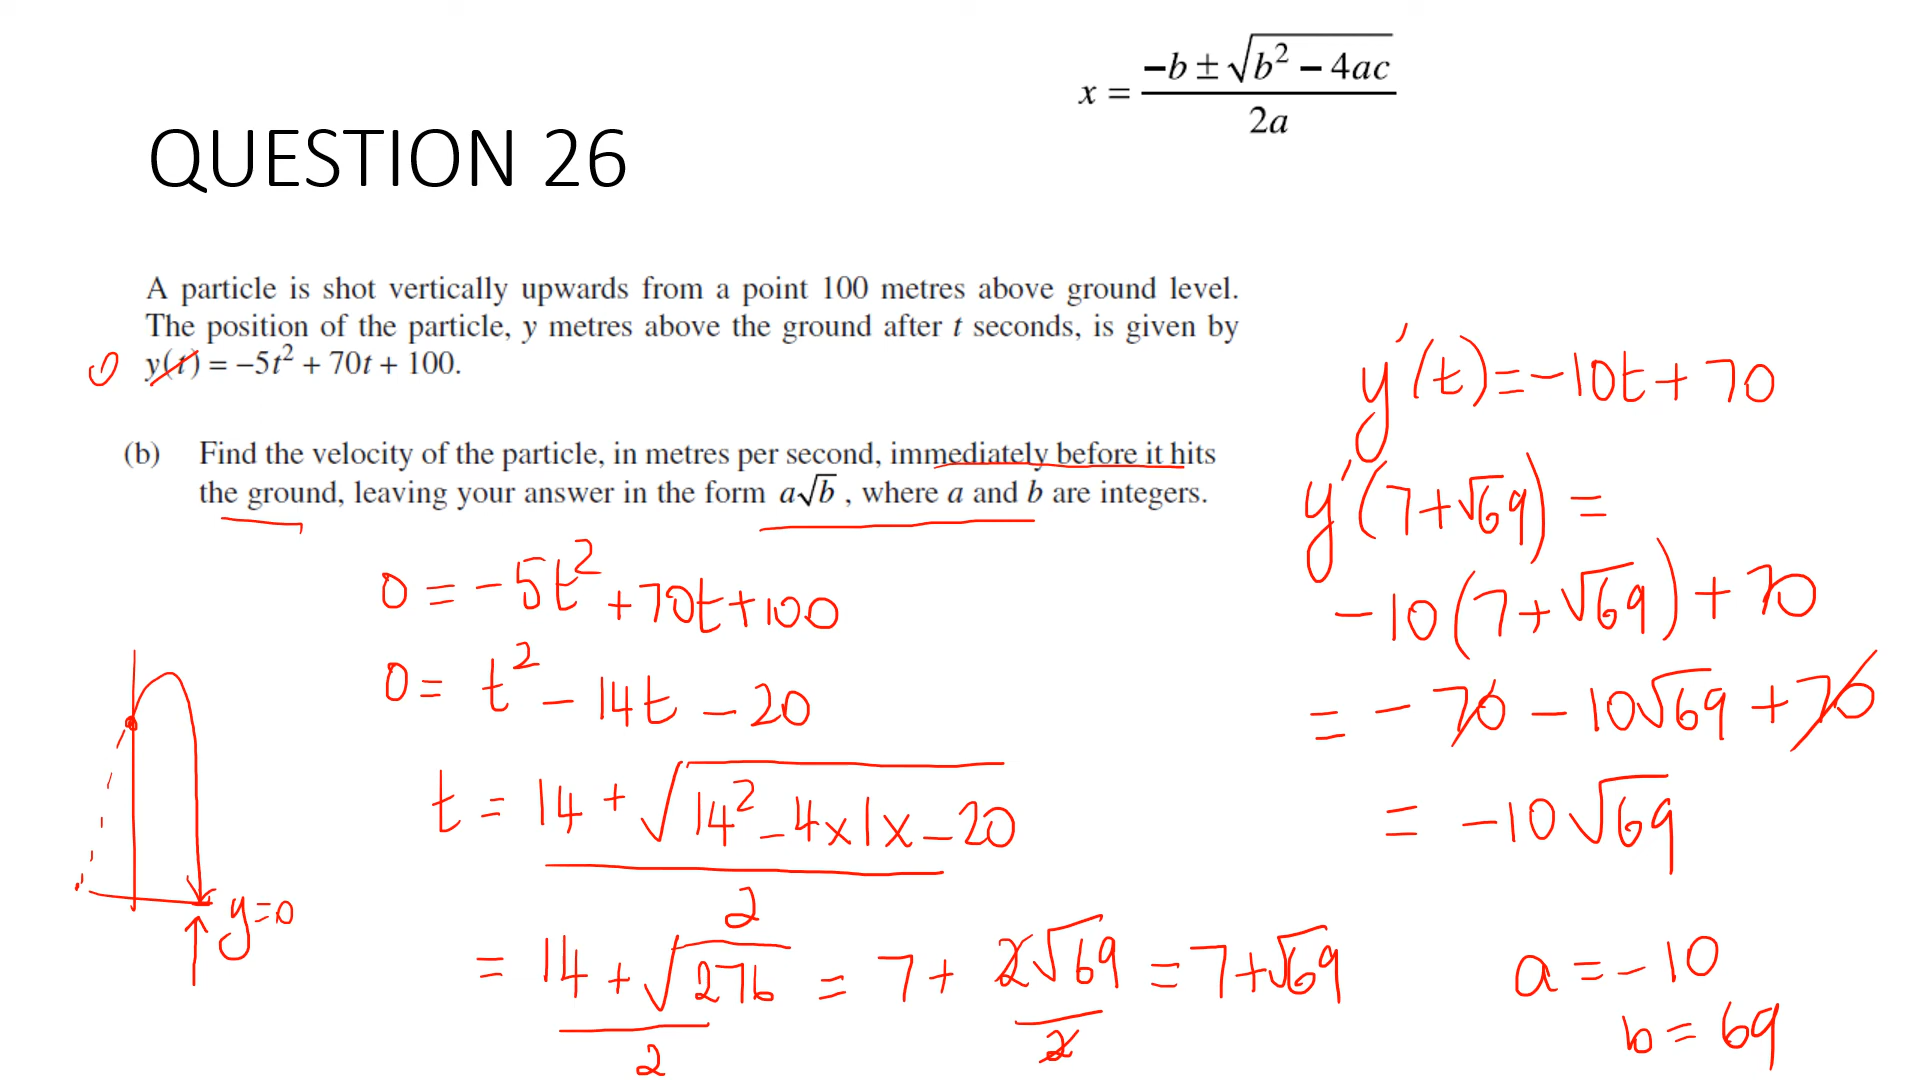 x = (−b ± √(b² − 4ac)) / 2a
QUESTION 26
A particle is shot vertically upwards from a point 100 metres above ground level.
The position of the particle, y metres above the ground after t seconds, is given by
y(t) = −5t² + 70t + 100.
(b) Find the velocity of the particle, in metres per second, immediately before it hits
the ground, leaving your answer in the form a√b , where a and b are integers.
0 = −5t² + 70t + 100
0 = t² − 14t − 20
t = (14 + √(14² − 4x1x−20)) / 2
= (14 + √276) / 2 = 7 + 2√69 / 2 = 7+√69
y=0
y'(t) = −10t + 70
y'(7+√69) =
−10(7+√69) + 70
= −70 − 10√69 + 70
= −10√69
a = −10
b = 69